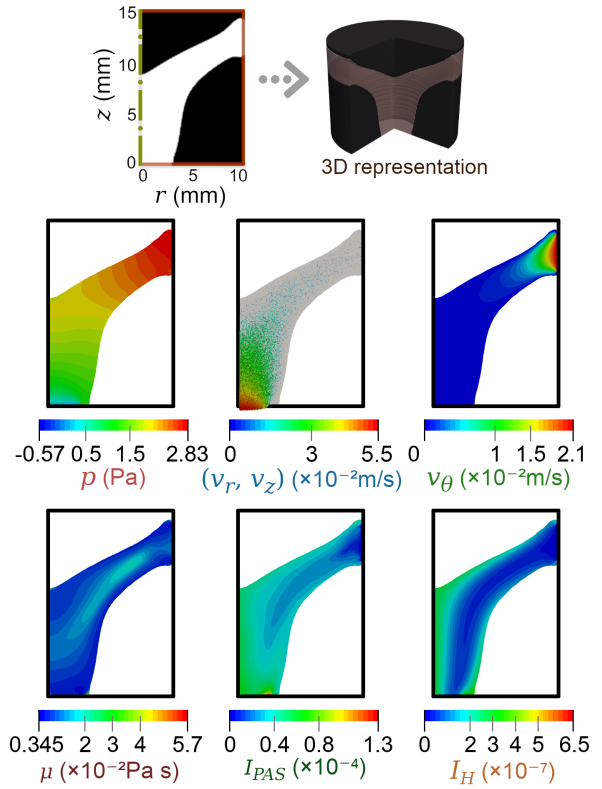 15
10
5
0
z (mm)
0 5 10
r (mm)
3D representation
-0.57 0.5 1.5 2.83
p (Pa)
0 3 5.5
(v_r, v_z) (×10⁻²m/s)
0 1 1.5 2.1
v_θ (×10⁻²m/s)
0.345 2 4 5.7
μ (×10⁻²Pa s)
0 0.4 0.8 1.3
I_PAS (×10⁻⁴)
0 2 4 6.5
I_H (×10⁻⁷)